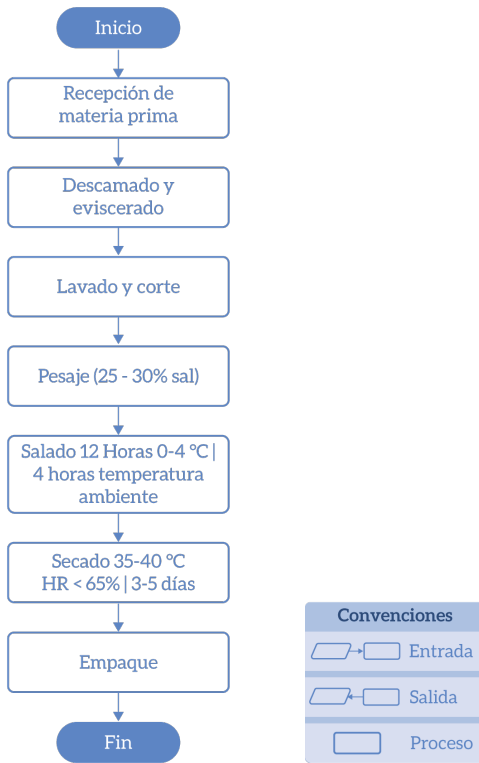 Inicio
Recepción de
materia prima
Descamado y
eviscerado
Lavado y corte
Pesaje (25 - 30% sal)
Salado 12 Horas 0-4 °C |
4 horas temperatura
ambiente
Secado 35-40 °C
HR < 65% | 3-5 días
Empaque
Fin
Convenciones
Entrada
Salida
Proceso